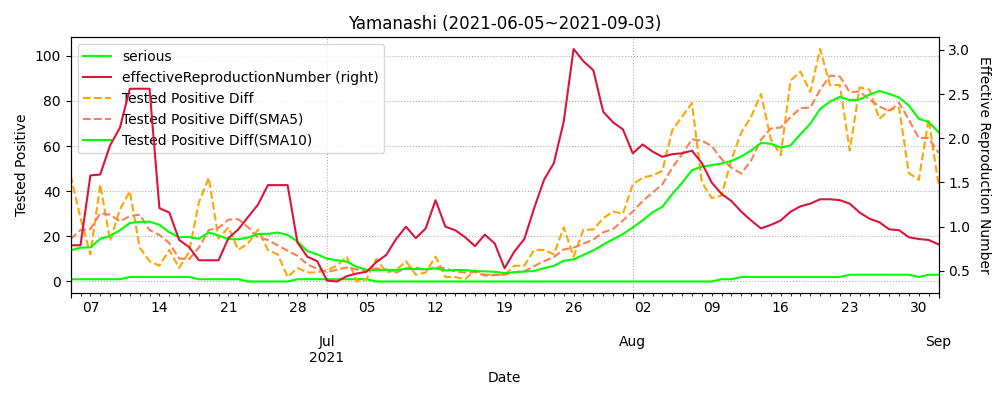 Yamanashi (2021-06-05~2021-09-03)
serious
effectiveReproductionNumber (right)
Tested Positive Diff
Tested Positive Diff(SMA5)
Tested Positive Diff(SMA10)
Tested Positive
100
80
60
40
20
0
3.0
2.5
2.0
1.5
1.0
0.5
Effective Reproduction Number
07 14 21 28 05 12 19 26 02 09 16 23 30
Jul Aug Sep
2021
Date